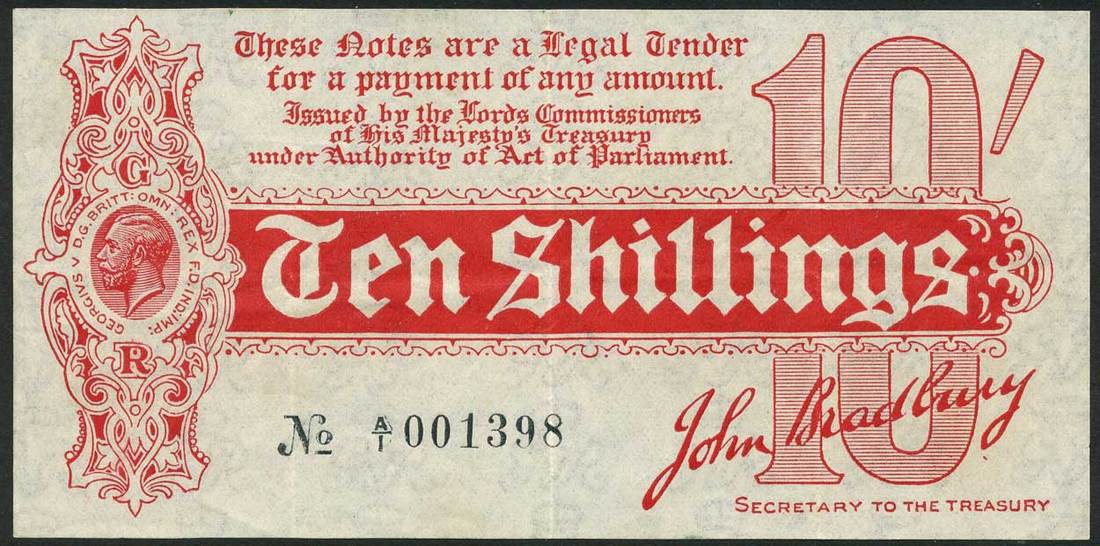 These Notes are a Legal Tender
for a payment of any amount.
Issued by the Lords Commissioners
of His Majesty's Treasury
under Authority of Act of Parliament.
10/
G
GEORGIVS V D.G. BRITT: OMN: REX F.D. IND: IMP:
R
Ten Shillings.
10
No A/1 001398
John Bradbury
SECRETARY TO THE TREASURY